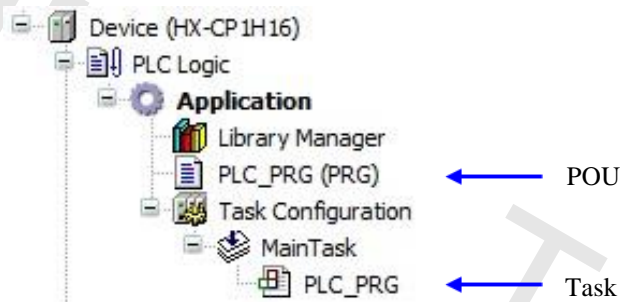 Device (HX-CP1H16)
PLC Logic
Application
Library Manager
PLC_PRG (PRG) POU
Task Configuration
MainTask
PLC_PRG Task